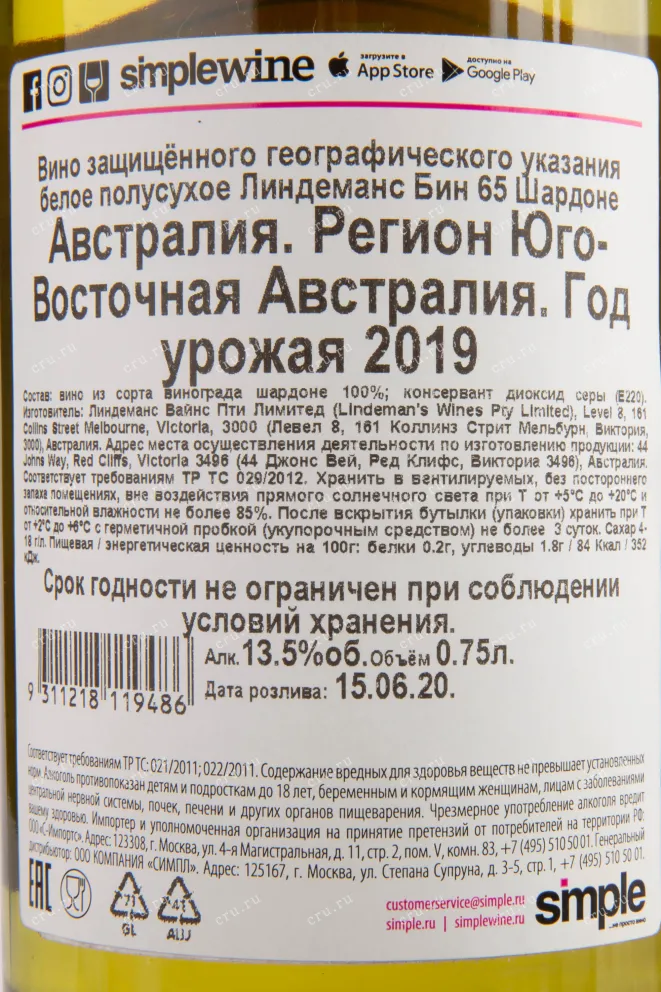 simplewine загрузите в App Store доступно на Google Play
Вино защищённого географического указания
белое полусухое Линдеманс Бин 65 Шардоне
Австралия. Регион Юго-
Восточная Австралия. Год
урожая 2019
Состав: вино из сорта винограда шардоне 100%; консервант диоксид серы (E220).
Изготовитель: Линдеманс Вайнс Пти Лимитед (Lindeman's Wines Pty Limited), Level 8, 161
Collins Street Melbourne, Victoria, 3000 (Левел 8, 161 Коллинз Стрит Мельбурн, Виктория,
3000), Австралия. Адрес места осуществления деятельности по изготовлению продукции: 44
Johns Way, Red Cliffs, Victoria 3496 (44 Джонс Вей, Ред Клифс, Виктория 3496), Австралия.
Соответствует требованиям ТР ТС 029/2012. Хранить в вентилируемых, без постороннего
запаха помещениях, вне воздействия прямого солнечного света при Т от +5°C до +20°C и
относительной влажности не более 85%. После вскрытия бутылки (упаковки) хранить при Т
от +2°C до +6°C с герметичной пробкой (укупорочным средством) не более 3 суток. Сахар 4-
18 г/л. Пищевая / энергетическая ценность на 100г: белки 0.2г, углеводы 1.8г / 84 Ккал / 352
кДж.
Срок годности не ограничен при соблюдении
условий хранения.
Алк.13.5%об.Объём 0.75л.
Дата розлива: 15.06.20.
9 311218 119486
Соответствует требованиям ТР ТС: 021/2011; 022/2011. Содержание вредных для здоровья веществ не превышает установленных
норм. Алкоголь противопоказан детям и подросткам до 18 лет, беременным и кормящим женщинам, лицам с заболеваниями
центральной нервной системы, почек, печени и других органов пищеварения. Чрезмерное употребление алкоголя вредит
вашему здоровью. Импортер и уполномоченная организация на принятие претензий от потребителей на территории РФ:
ООО «С-Импортс». Адрес: 123308, г. Москва, ул. 4-я Магистральная, д. 11, стр. 2, пом. V, комн. 83, +7 (495) 510 50 01. Генеральный
дистрибьютор: ООО КОМПАНИЯ «СИМПЛ». Адрес: 125167, г. Москва, ул. Степана Супруна, д. 3-5, стр. 1, +7 (495) 510 50 01.
EAC
71 41
GL ALU
customerservice@simple.ru
simple.ru | simplewine.ru
simple
...не просто вино
cru.ru